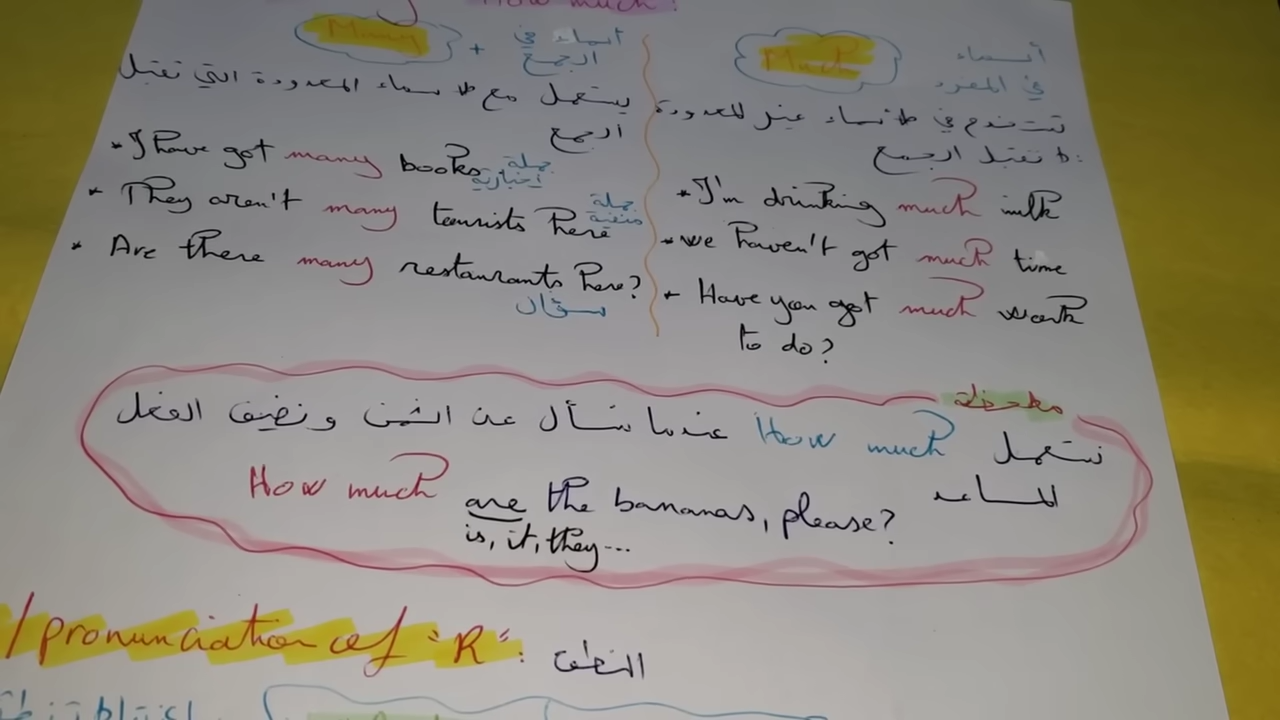 How much:
Many + أسماء في الجمع
يستعمل مع الأسماء المعدودة التي تقبل
الجمع
* I have got many books. جملة إخبارية
* They aren't many tourists here جملة منفية
* Are there many restaurants here?
سؤال
Much أسماء في المفرد
تستخدم في الأسماء غير المعدودة
لا تقبل الجمع:
* I'm drinking much milk
* we haven't got much time
* Have you got much work
to do?
ملاحظة
نستعمل How much عندما نسأل عن الثمن ونضيف الفعل
المساعد
How much are the bananas, please?
is, it, they...
/pronunciation of "R": النطق